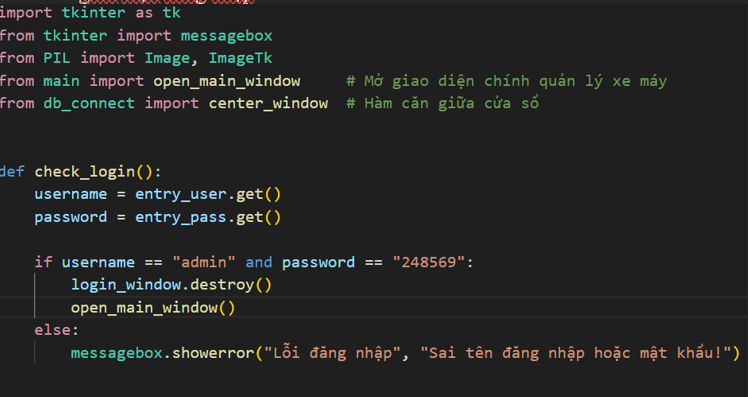 import tkinter as tk
from tkinter import messagebox
from PIL import Image, ImageTk
from main import open_main_window     # Mở giao diện chính quản lý xe máy
from db_connect import center_window  # Hàm căn giữa cửa sổ
def check_login():
    username = entry_user.get()
    password = entry_pass.get()
    if username == "admin" and password == "248569":
        login_window.destroy()
        open_main_window()
    else:
        messagebox.showerror("Lỗi đăng nhập", "Sai tên đăng nhập hoặc mật khẩu!")